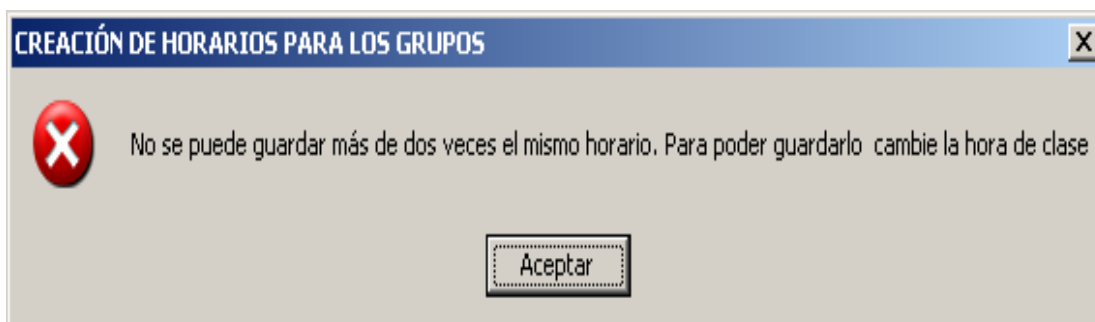 CREACIÓN DE HORARIOS PARA LOS GRUPOS
No se puede guardar más de dos veces el mismo horario. Para poder guardarlo cambie la hora de clase
Aceptar